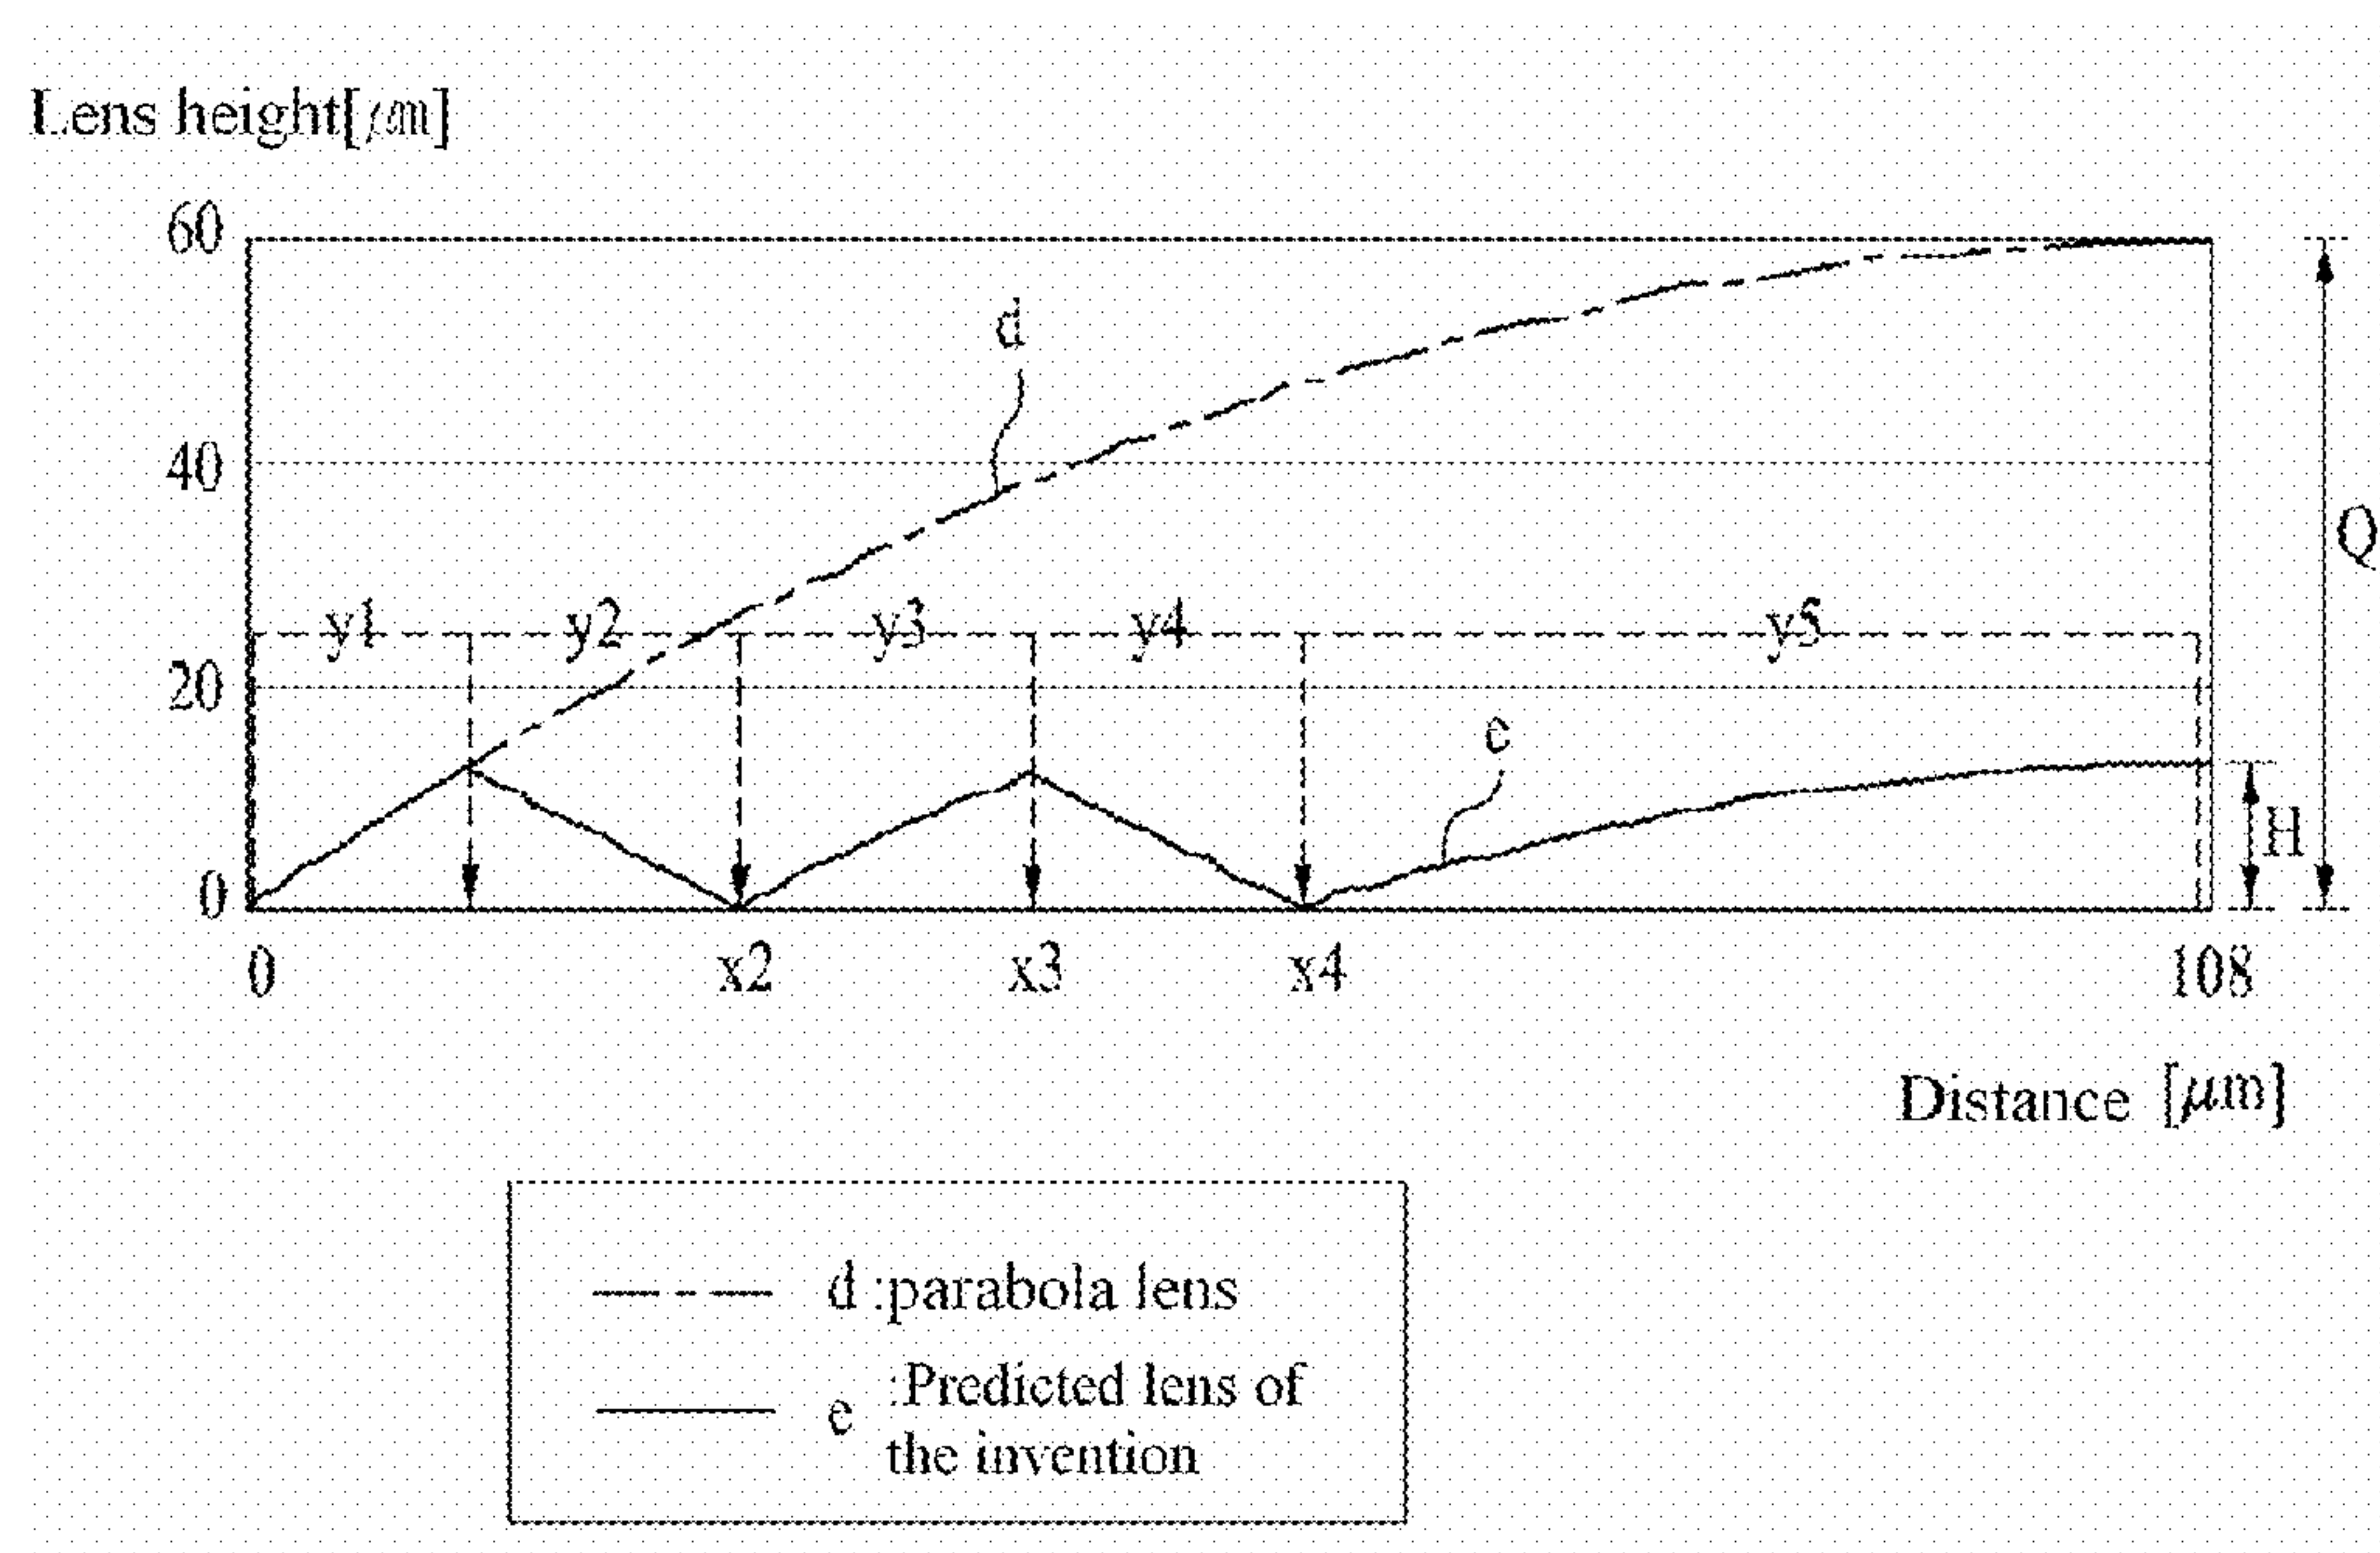 Lens height[μm]
60
d
40
Q
y1 y2 y3 y4 y5
20
e
H
0
0 x2 x3 x4 108
Distance [μm]
d :parabola lens
e :Predicted lens of
the invention